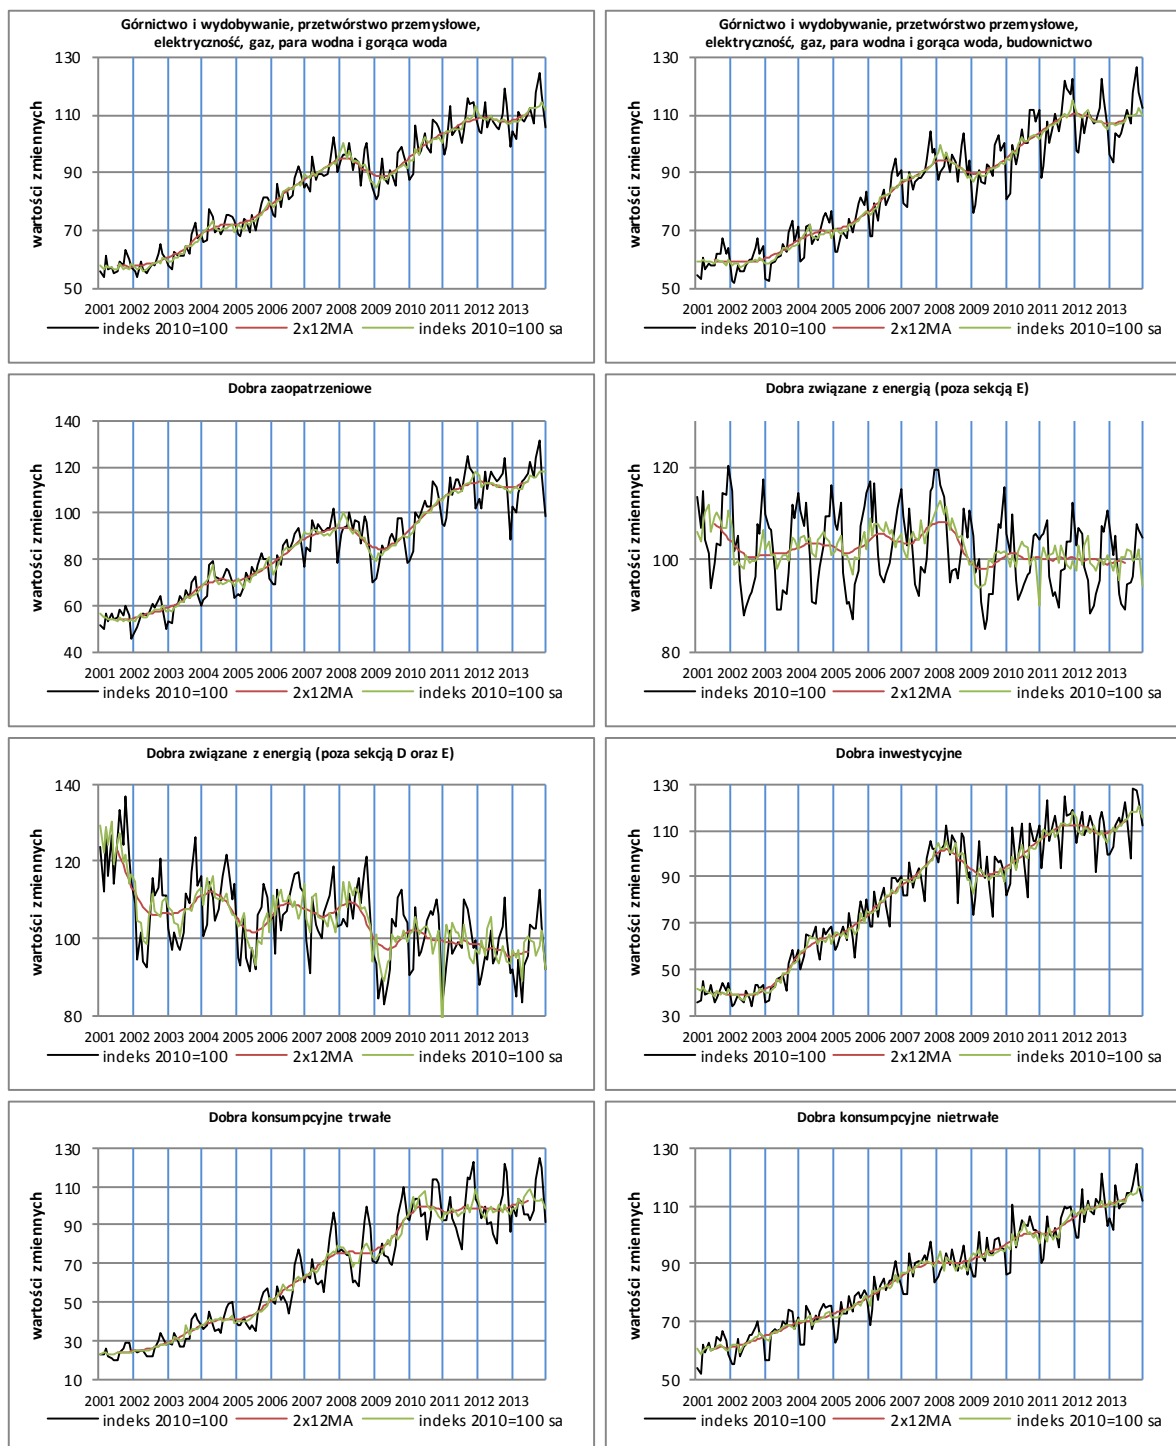 Górnictwo i wydobywanie, przetwórstwo przemysłowe,
elektryczność, gaz, para wodna i gorąca woda
wartości zmiennych
130
110
90
70
50
2001 2002 2003 2004 2005 2006 2007 2008 2009 2010 2011 2012 2013
indeks 2010=100 2x12MA indeks 2010=100 sa
Górnictwo i wydobywanie, przetwórstwo przemysłowe,
elektryczność, gaz, para wodna i gorąca woda, budownictwo
wartości zmiennych
130
110
90
70
50
2001 2002 2003 2004 2005 2006 2007 2008 2009 2010 2011 2012 2013
indeks 2010=100 2x12MA indeks 2010=100 sa
Dobra zaopatrzeniowe
wartości zmiennych
140
120
100
80
60
40
2001 2002 2003 2004 2005 2006 2007 2008 2009 2010 2011 2012 2013
indeks 2010=100 2x12MA indeks 2010=100 sa
Dobra związane z energią (poza sekcją E)
wartości zmiennych
120
100
80
2001 2002 2003 2004 2005 2006 2007 2008 2009 2010 2011 2012 2013
indeks 2010=100 2x12MA indeks 2010=100 sa
Dobra związane z energią (poza sekcją D oraz E)
wartości zmiennych
140
120
100
80
2001 2002 2003 2004 2005 2006 2007 2008 2009 2010 2011 2012 2013
indeks 2010=100 2x12MA indeks 2010=100 sa
Dobra inwestycyjne
wartości zmiennych
130
110
90
70
50
30
2001 2002 2003 2004 2005 2006 2007 2008 2009 2010 2011 2012 2013
indeks 2010=100 2x12MA indeks 2010=100 sa
Dobra konsumpcyjne trwałe
wartości zmiennych
130
110
90
70
50
30
10
2001 2002 2003 2004 2005 2006 2007 2008 2009 2010 2011 2012 2013
indeks 2010=100 2x12MA indeks 2010=100 sa
Dobra konsumpcyjne nietrwałe
wartości zmiennych
130
110
90
70
50
2001 2002 2003 2004 2005 2006 2007 2008 2009 2010 2011 2012 2013
indeks 2010=100 2x12MA indeks 2010=100 sa